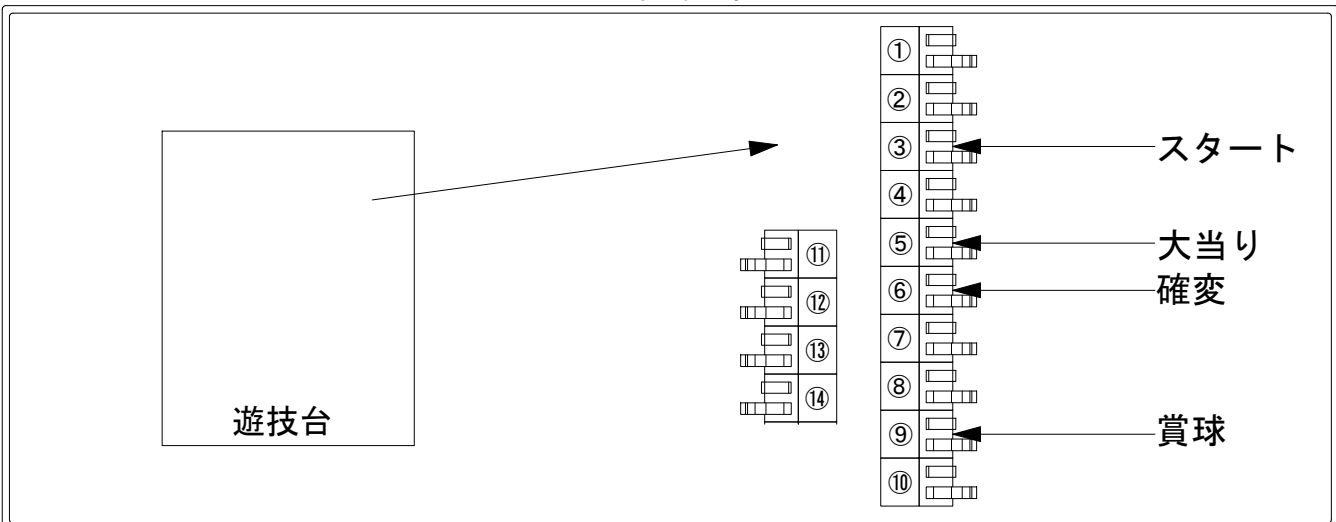 ①
②
③ スタート
④
⑤ 大当り
⑥ 確変
⑦
⑧
⑨ 賞球
⑩
⑪
⑫
⑬
⑭
遊技台